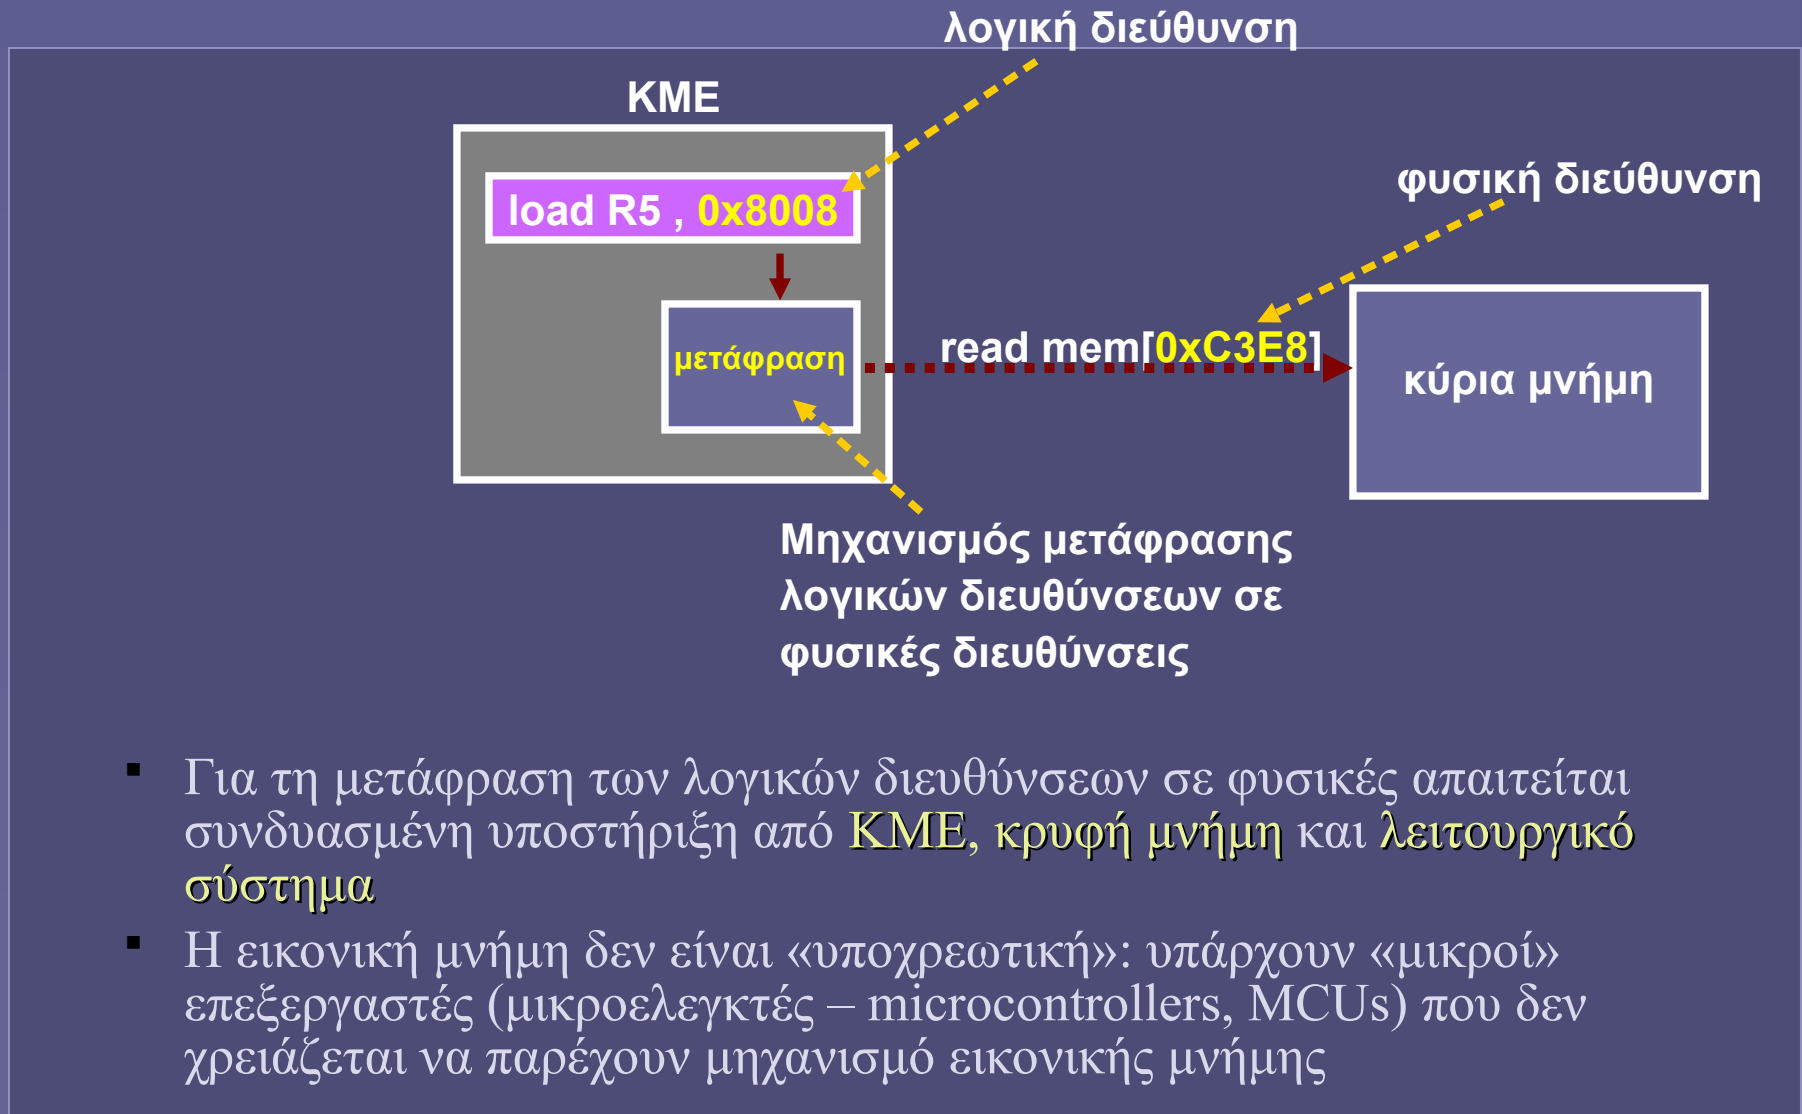 λογική διεύθυνση
ΚΜΕ
φυσική διεύθυνση
load R5 , 0x8008
μετάφραση
read mem[0xC3E8]
κύρια μνήμη
Μηχανισμός μετάφρασης
λογικών διευθύνσεων σε
φυσικές διευθύνσεις
▪ Για τη μετάφραση των λογικών διευθύνσεων σε φυσικές απαιτείται
συνδυασμένη υποστήριξη από ΚΜΕ, κρυφή μνήμη και λειτουργικό
σύστημα
▪ Η εικονική μνήμη δεν είναι «υποχρεωτική»: υπάρχουν «μικροί»
επεξεργαστές (μικροελεγκτές – microcontrollers, MCUs) που δεν
χρειάζεται να παρέχουν μηχανισμό εικονικής μνήμης